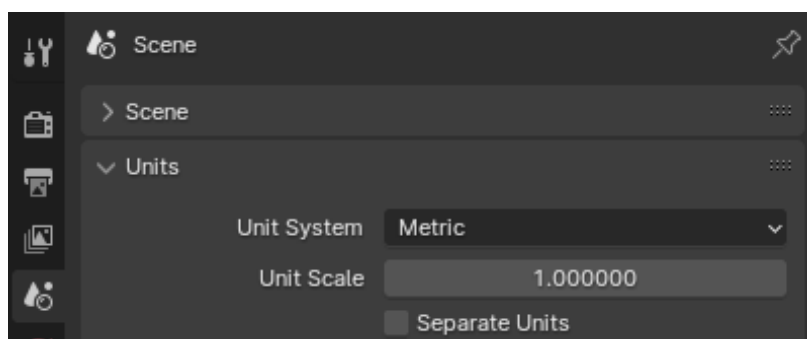 Scene
Scene
Units
Unit System Metric
Unit Scale 1.000000
Separate Units